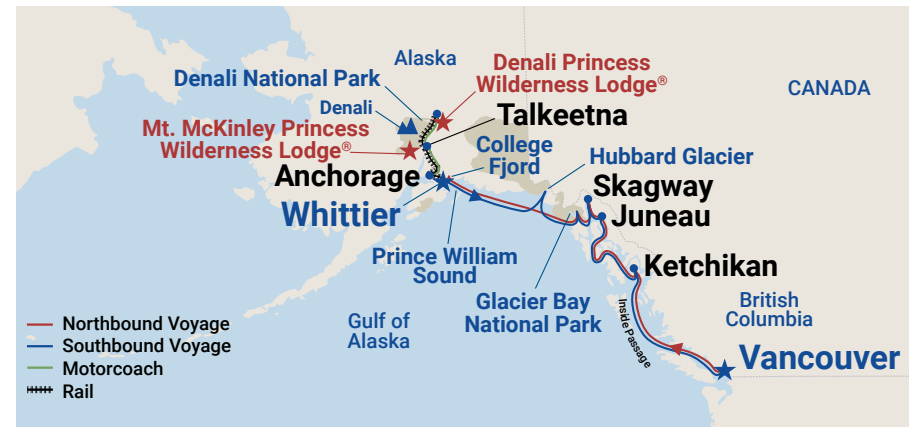 Alaska
Denali National Park
Denali Princess
Wilderness Lodge®
CANADA
Denali
Talkeetna
Mt. McKinley Princess
Wilderness Lodge®
College
Fjord
Hubbard Glacier
Anchorage
Skagway
Whittier
Juneau
Prince William
Sound
Ketchikan
Glacier Bay
National Park
Inside Passage
British
Columbia
Gulf of
Alaska
Vancouver
Northbound Voyage
Southbound Voyage
Motorcoach
Rail